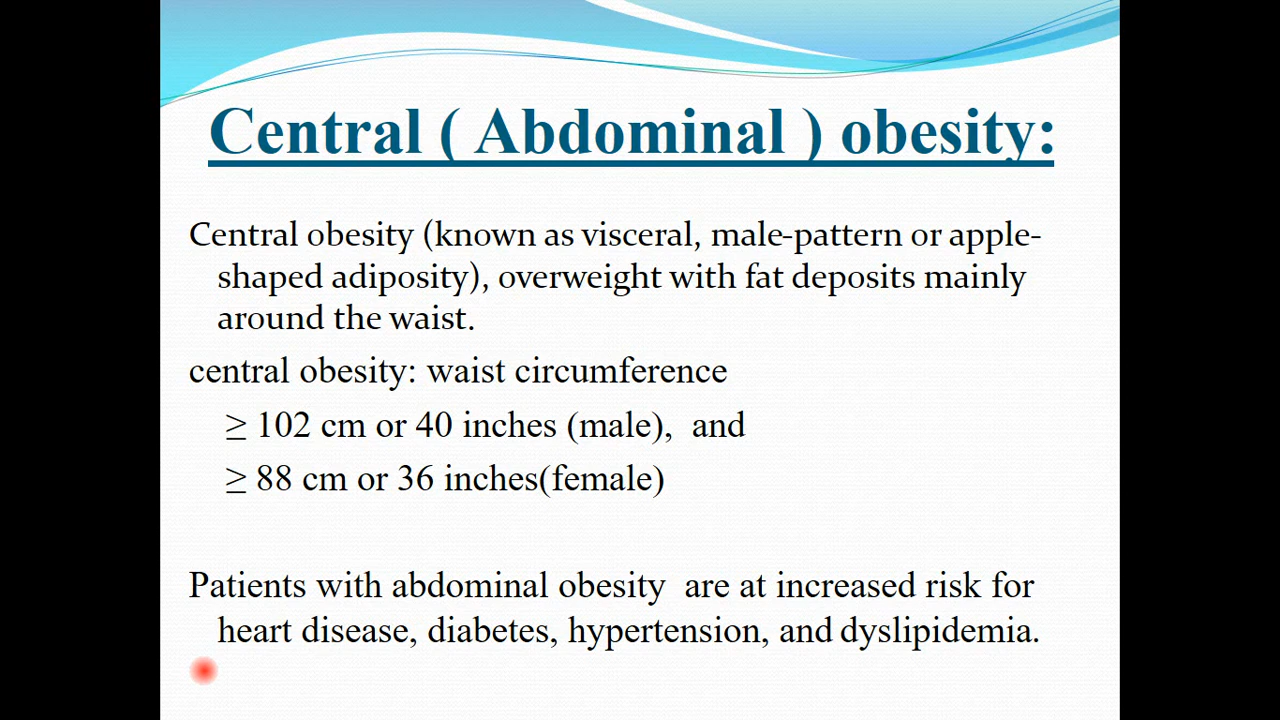 Central ( Abdominal ) obesity:
Central obesity (known as visceral, male-pattern or apple-
shaped adiposity), overweight with fat deposits mainly
around the waist.
central obesity: waist circumference
≥ 102 cm or 40 inches (male),  and
≥ 88 cm or 36 inches(female)
Patients with abdominal obesity  are at increased risk for
heart disease, diabetes, hypertension, and dyslipidemia.